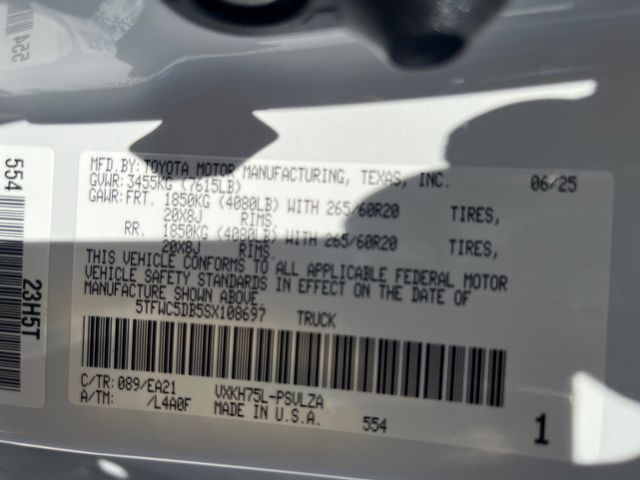 554
23H5T
554
MFD.BY: TOYOTA MOTOR MANUFACTURING, TEXAS, INC. 06/25
GVWR: 3455KG (7615LB)
GAWR: FRT. 1850KG (4080LB) WITH 265/60R20 TIRES,
20X8J RIMS
RR. 1850KG (4080LB) WITH 265/60R20 TIRES,
20X8J RIMS.
THIS VEHICLE CONFORMS TO ALL APPLICABLE FEDERAL MOTOR
VEHICLE SAFETY STANDARDS IN EFFECT ON THE DATE OF
MANUFACTURE SHOWN ABOVE.
5TFWC5DB5SX108697 TRUCK
C/TR: 089/EA21 VXKH75L-PSVLZA
A/TM: /L4A0F MADE IN U.S.A. 554 1